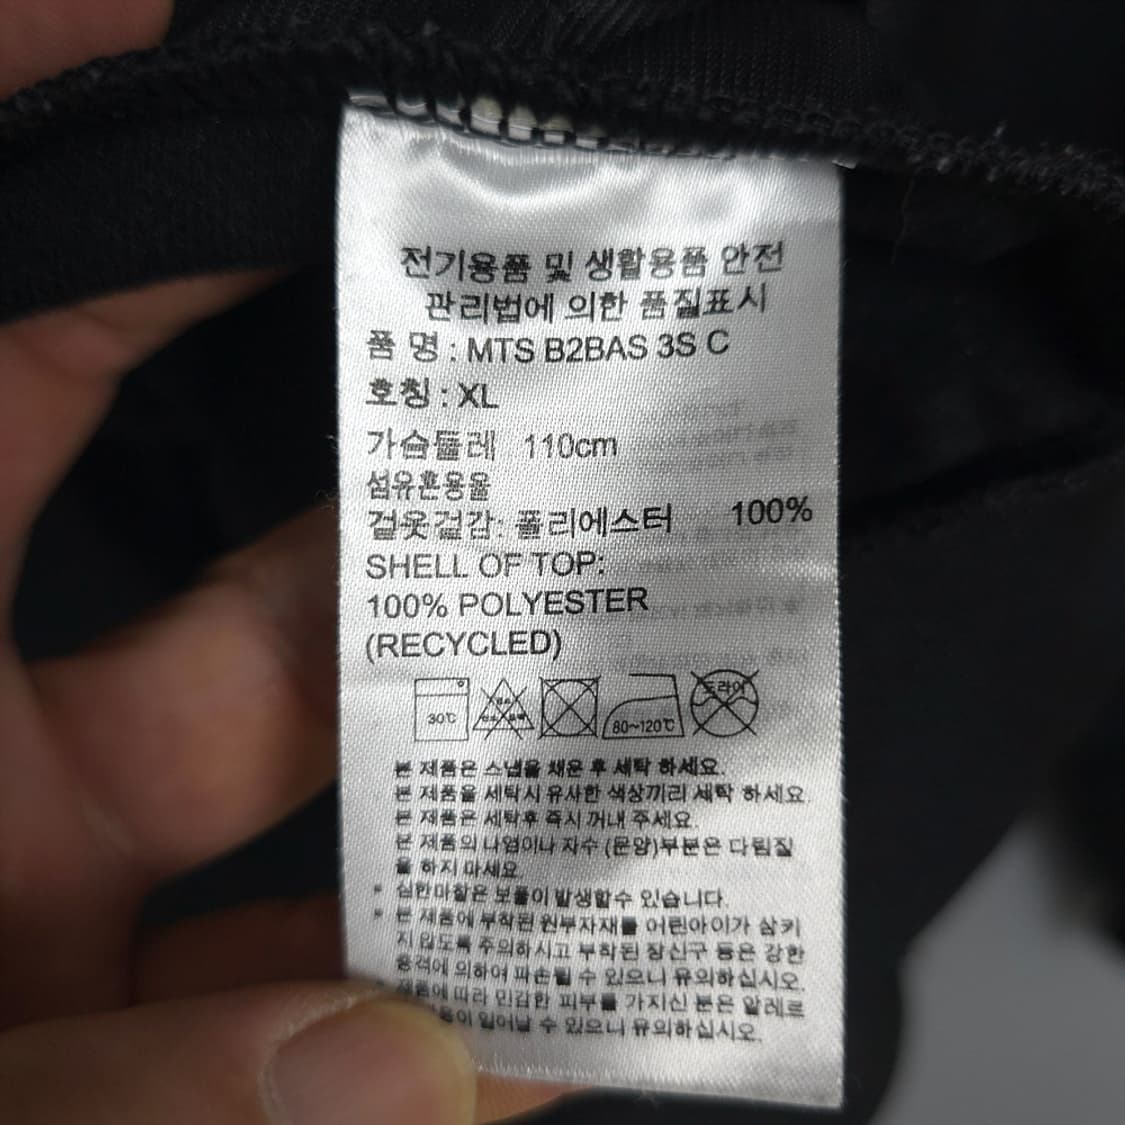 전기용품 및 생활용품 안전
관리법에 의한 품질표시
품 명 : MTS B2BAS 3S C
호칭 : XL
가슴둘레 110cm
섬유혼용율
겉옷겉감: 폴리에스터 100%
SHELL OF TOP:
100% POLYESTER
(RECYCLED)
30℃ 80~120℃ 드라이
본 제품은 스냅을 채운 후 세탁 하세요.
본 제품을 세탁시 유사한 색상끼리 세탁 하세요.
본 제품은 세탁후 즉시 꺼내 주세요.
본 제품의 나염이나 자수 (문양)부분은 다림질
을 하지 마세요.
* 심한마찰은 보풀이 발생할수 있습니다.
* 본 제품에 부착된 원부자재를 어린아이가 삼키
지 않도록 주의하시고 부착된 장신구 등은 강한
충격에 의하여 파손될 수 있으니 유의하십시오.
제품에 따라 민감한 피부를 가지신 분은 알레르
이 일어날 수 있으니 유의하십시오.